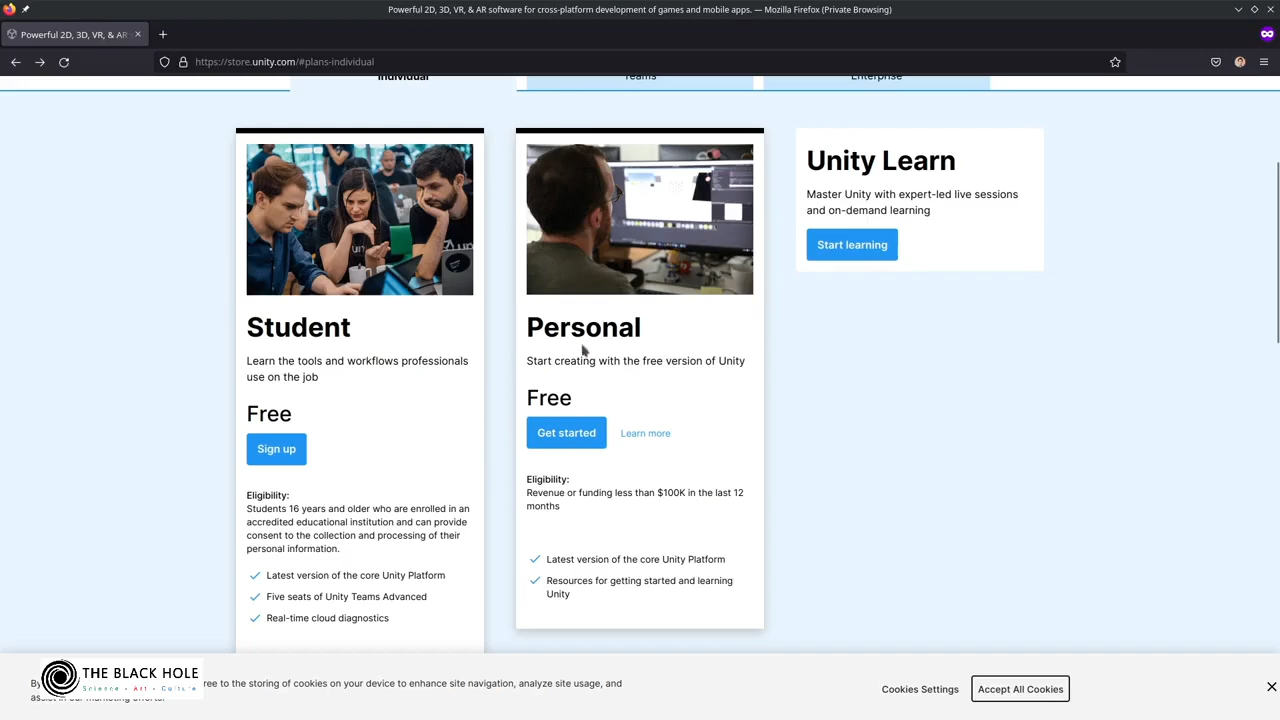 Powerful 2D, 3D, VR, & AR software for cross-platform development of games and mobile apps. — Mozilla Firefox (Private Browsing)
Powerful 2D, 3D, VR, & AR
https://store.unity.com/#plans-individual
Individual
Teams
Enterprise
Student
Learn the tools and workflows professionals
use on the job
Free
Sign up
Eligibility:
Students 16 years and older who are enrolled in an
accredited educational institution and can provide
consent to the collection and processing of their
personal information.
Latest version of the core Unity Platform
Five seats of Unity Teams Advanced
Real-time cloud diagnostics
Personal
Start creating with the free version of Unity
Free
Get started
Learn more
Eligibility:
Revenue or funding less than $100K in the last 12
months
Latest version of the core Unity Platform
Resources for getting started and learning
Unity
Unity Learn
Master Unity with expert-led live sessions
and on-demand learning
Start learning
THE BLACK HOLE
Science • Art • Culture
ree to the storing of cookies on your device to enhance site navigation, analyze site usage, and
Cookies Settings
Accept All Cookies